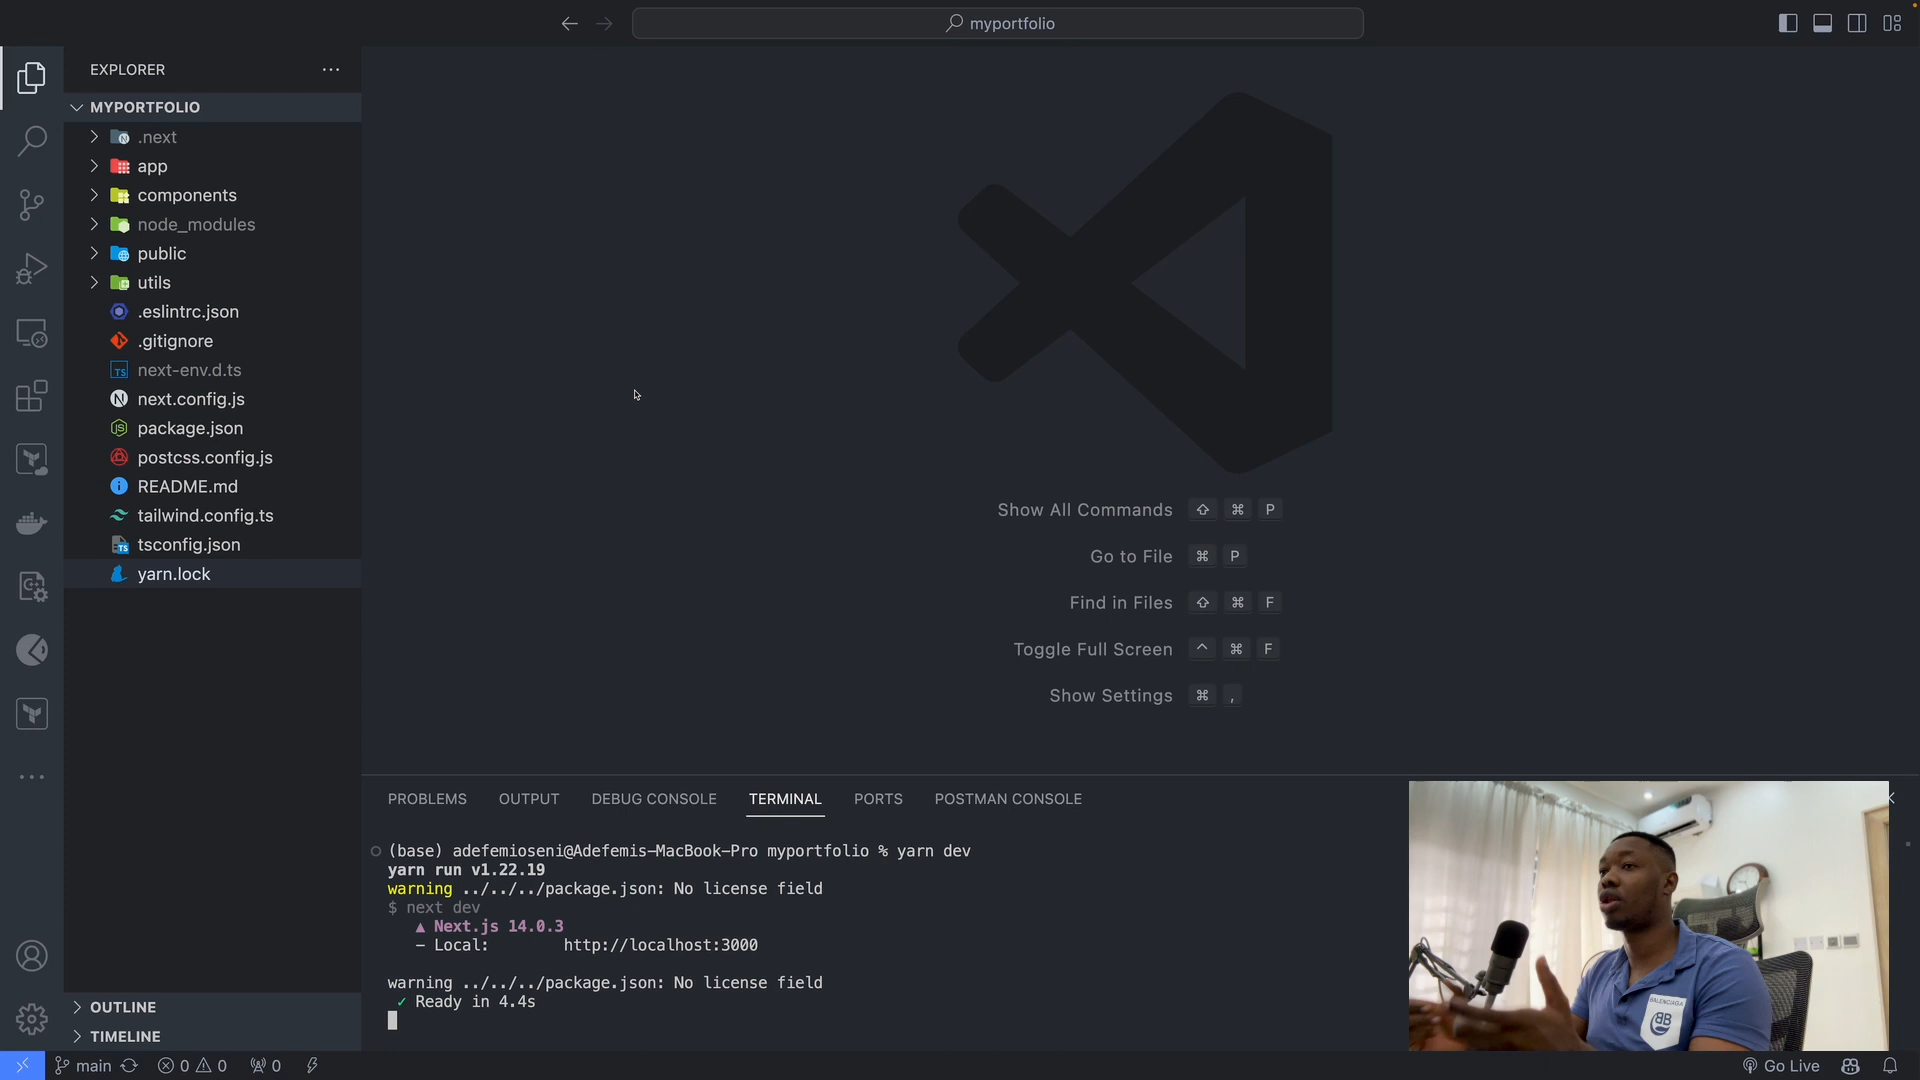 myportfolio
EXPLORER
MYPORTFOLIO
.next
app
components
node_modules
public
utils
.eslintrc.json
.gitignore
next-env.d.ts
next.config.js
package.json
postcss.config.js
README.md
tailwind.config.ts
tsconfig.json
yarn.lock
OUTLINE
TIMELINE
Show All Commands ⇧ ⌘ P
Go to File ⌘ P
Find in Files ⇧ ⌘ F
Toggle Full Screen ^ ⌘ F
Show Settings ⌘ ,
PROBLEMS OUTPUT DEBUG CONSOLE TERMINAL PORTS POSTMAN CONSOLE
(base) adefemioseni@Adefemis-MacBook-Pro myportfolio % yarn dev
yarn run v1.22.19
warning ../../../package.json: No license field
$ next dev
▲ Next.js 14.0.3
- Local: http://localhost:3000
warning ../../../package.json: No license field
✓ Ready in 4.4s
BALENCIAGA
BB
main 0 0 0 Go Live